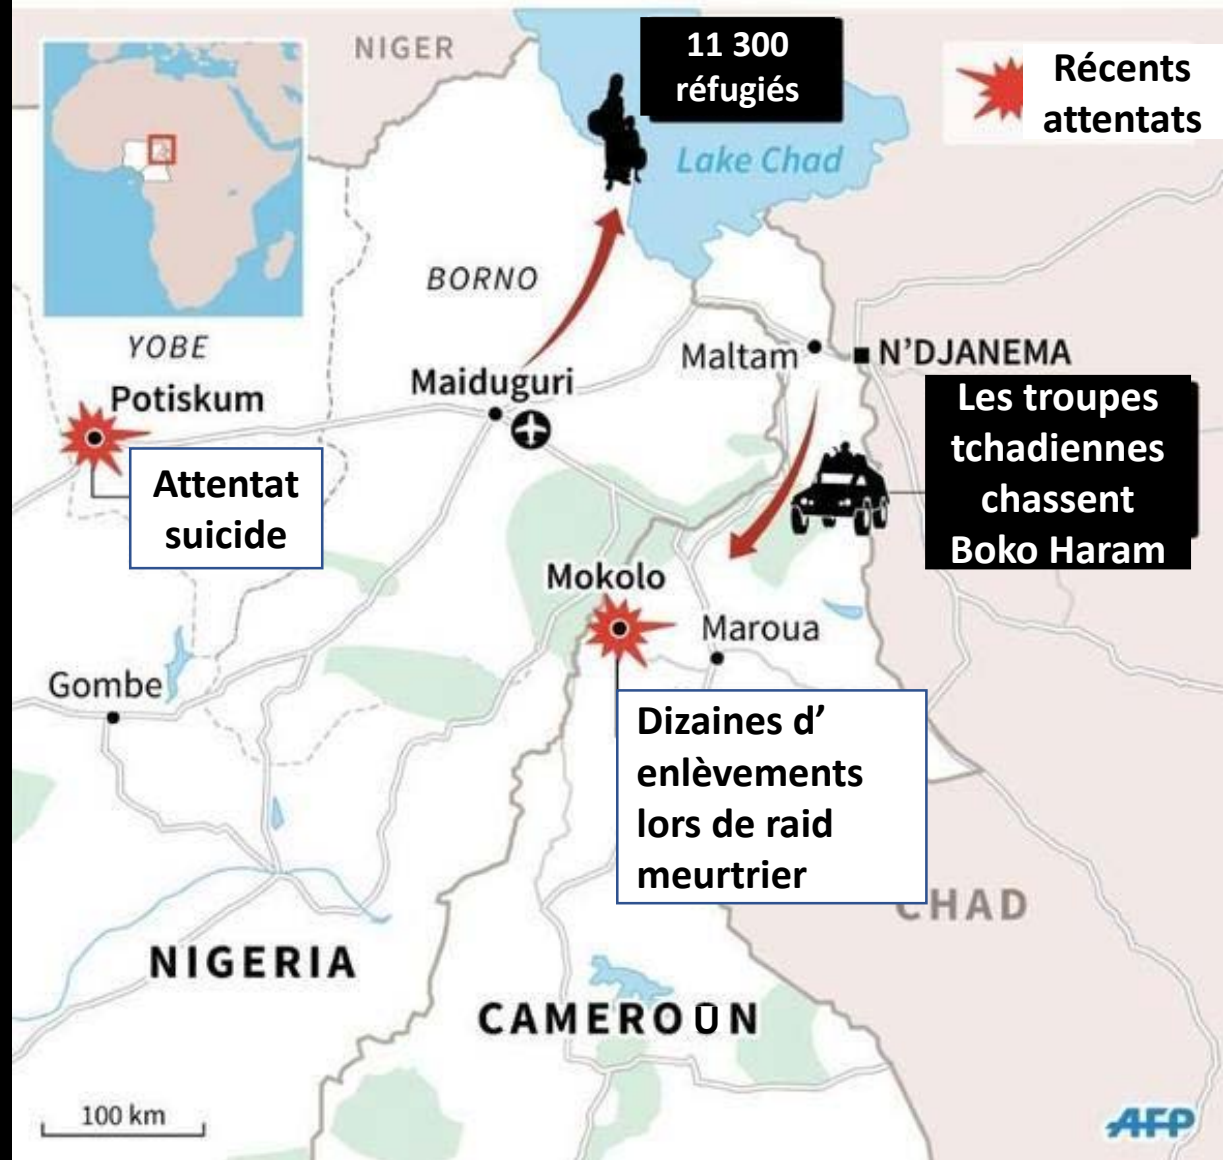 NIGER
11 300
réfugiés
Récents
attentats
Lake Chad
BORNO
YOBE
Potiskum
Maiduguri
Maltam
N'DJANEMA
Les troupes
tchadiennes
chassent
Boko Haram
Attentat
suicide
Mokolo
Maroua
Gombe
Dizaines d'
enlèvements
lors de raid
meurtrier
CHAD
NIGERIA
CAMEROUN
100 km
AFP